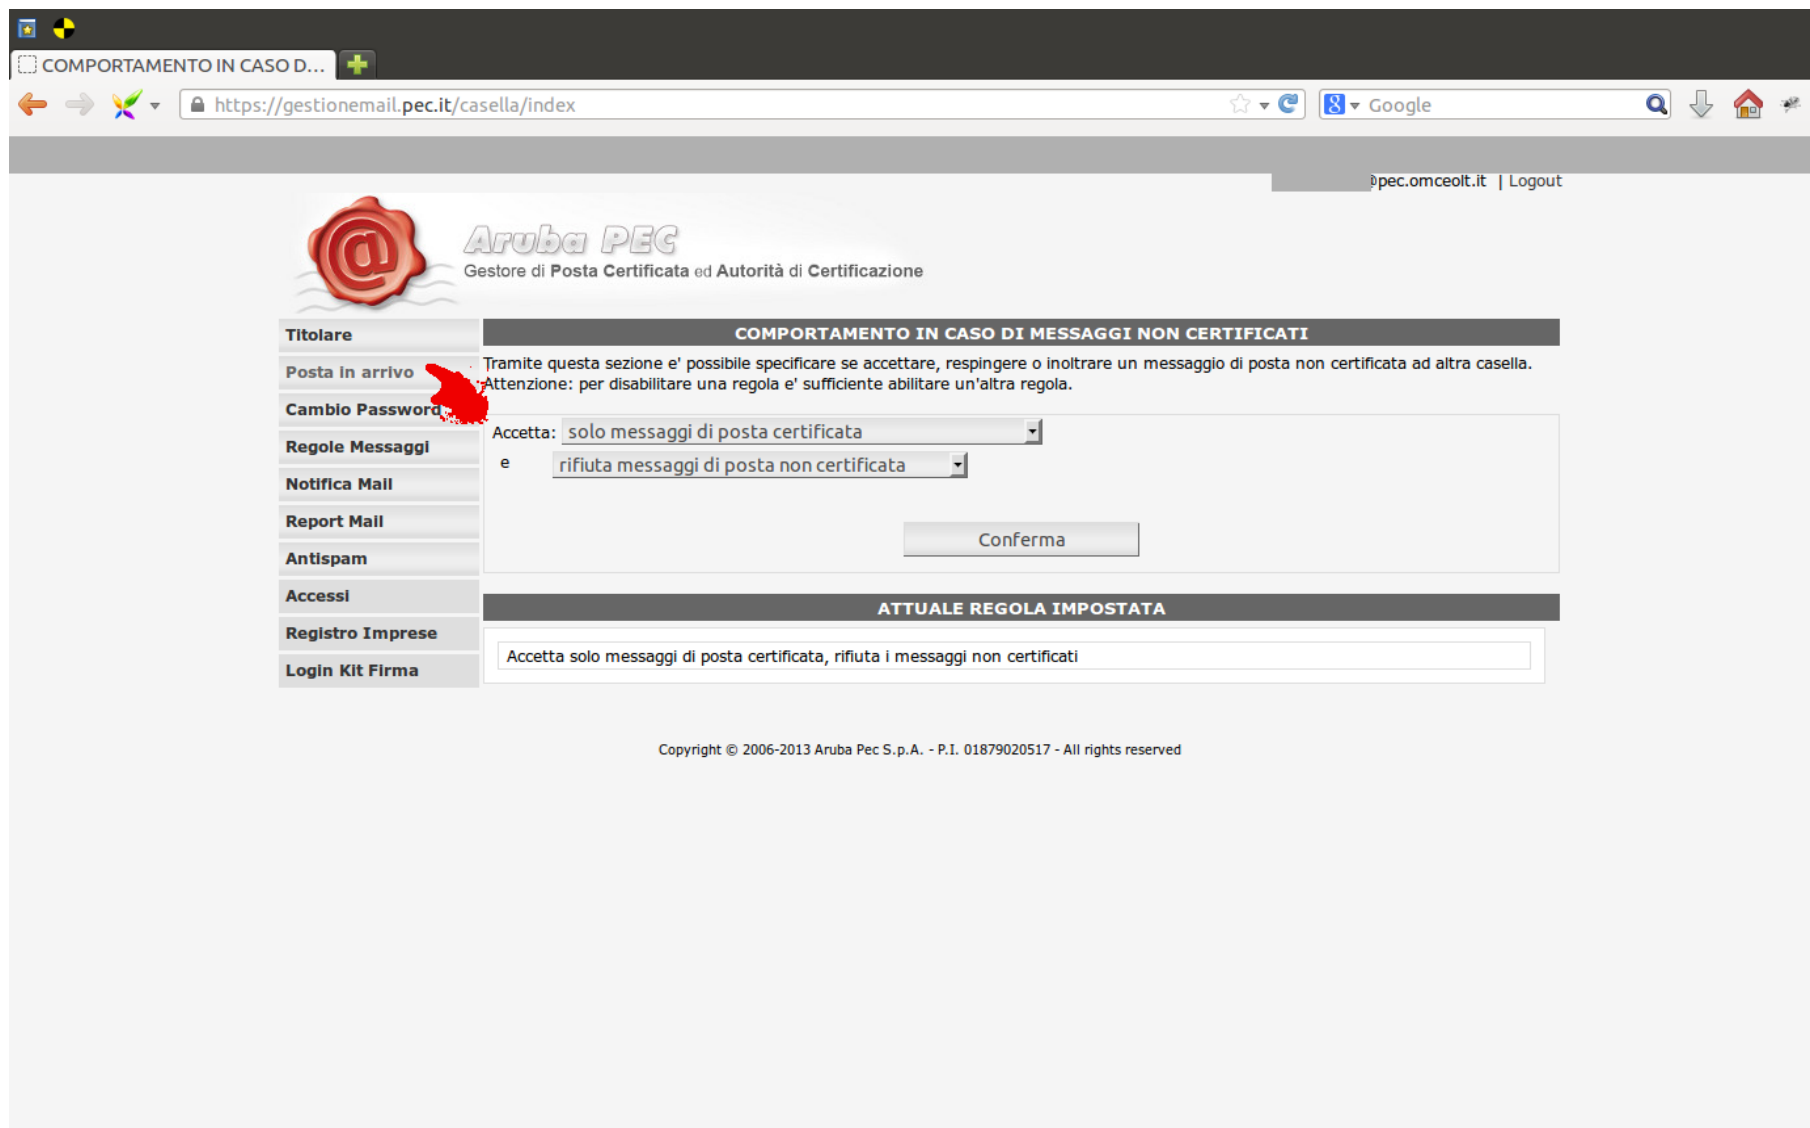 COMPORTAMENTO IN CASO D...
https://gestionemail.pec.it/casella/index
8
Google
@pec.omceolt.it | Logout
@
Aruba PEC
Gestore di Posta Certificata ed Autorità di Certificazione
Titolare
Posta in arrivo
Cambio Password
Regole Messaggi
Notifica Mail
Report Mail
Antispam
Accessi
Registro Imprese
Login Kit Firma
COMPORTAMENTO IN CASO DI MESSAGGI NON CERTIFICATI
Tramite questa sezione e' possibile specificare se accettare, respingere o inoltrare un messaggio di posta non certificata ad altra casella.
Attenzione: per disabilitare una regola e' sufficiente abilitare un'altra regola.
Accetta: solo messaggi di posta certificata
e rifiuta messaggi di posta non certificata
Conferma
ATTUALE REGOLA IMPOSTATA
Accetta solo messaggi di posta certificata, rifiuta i messaggi non certificati
Copyright © 2006-2013 Aruba Pec S.p.A. - P.I. 01879020517 - All rights reserved